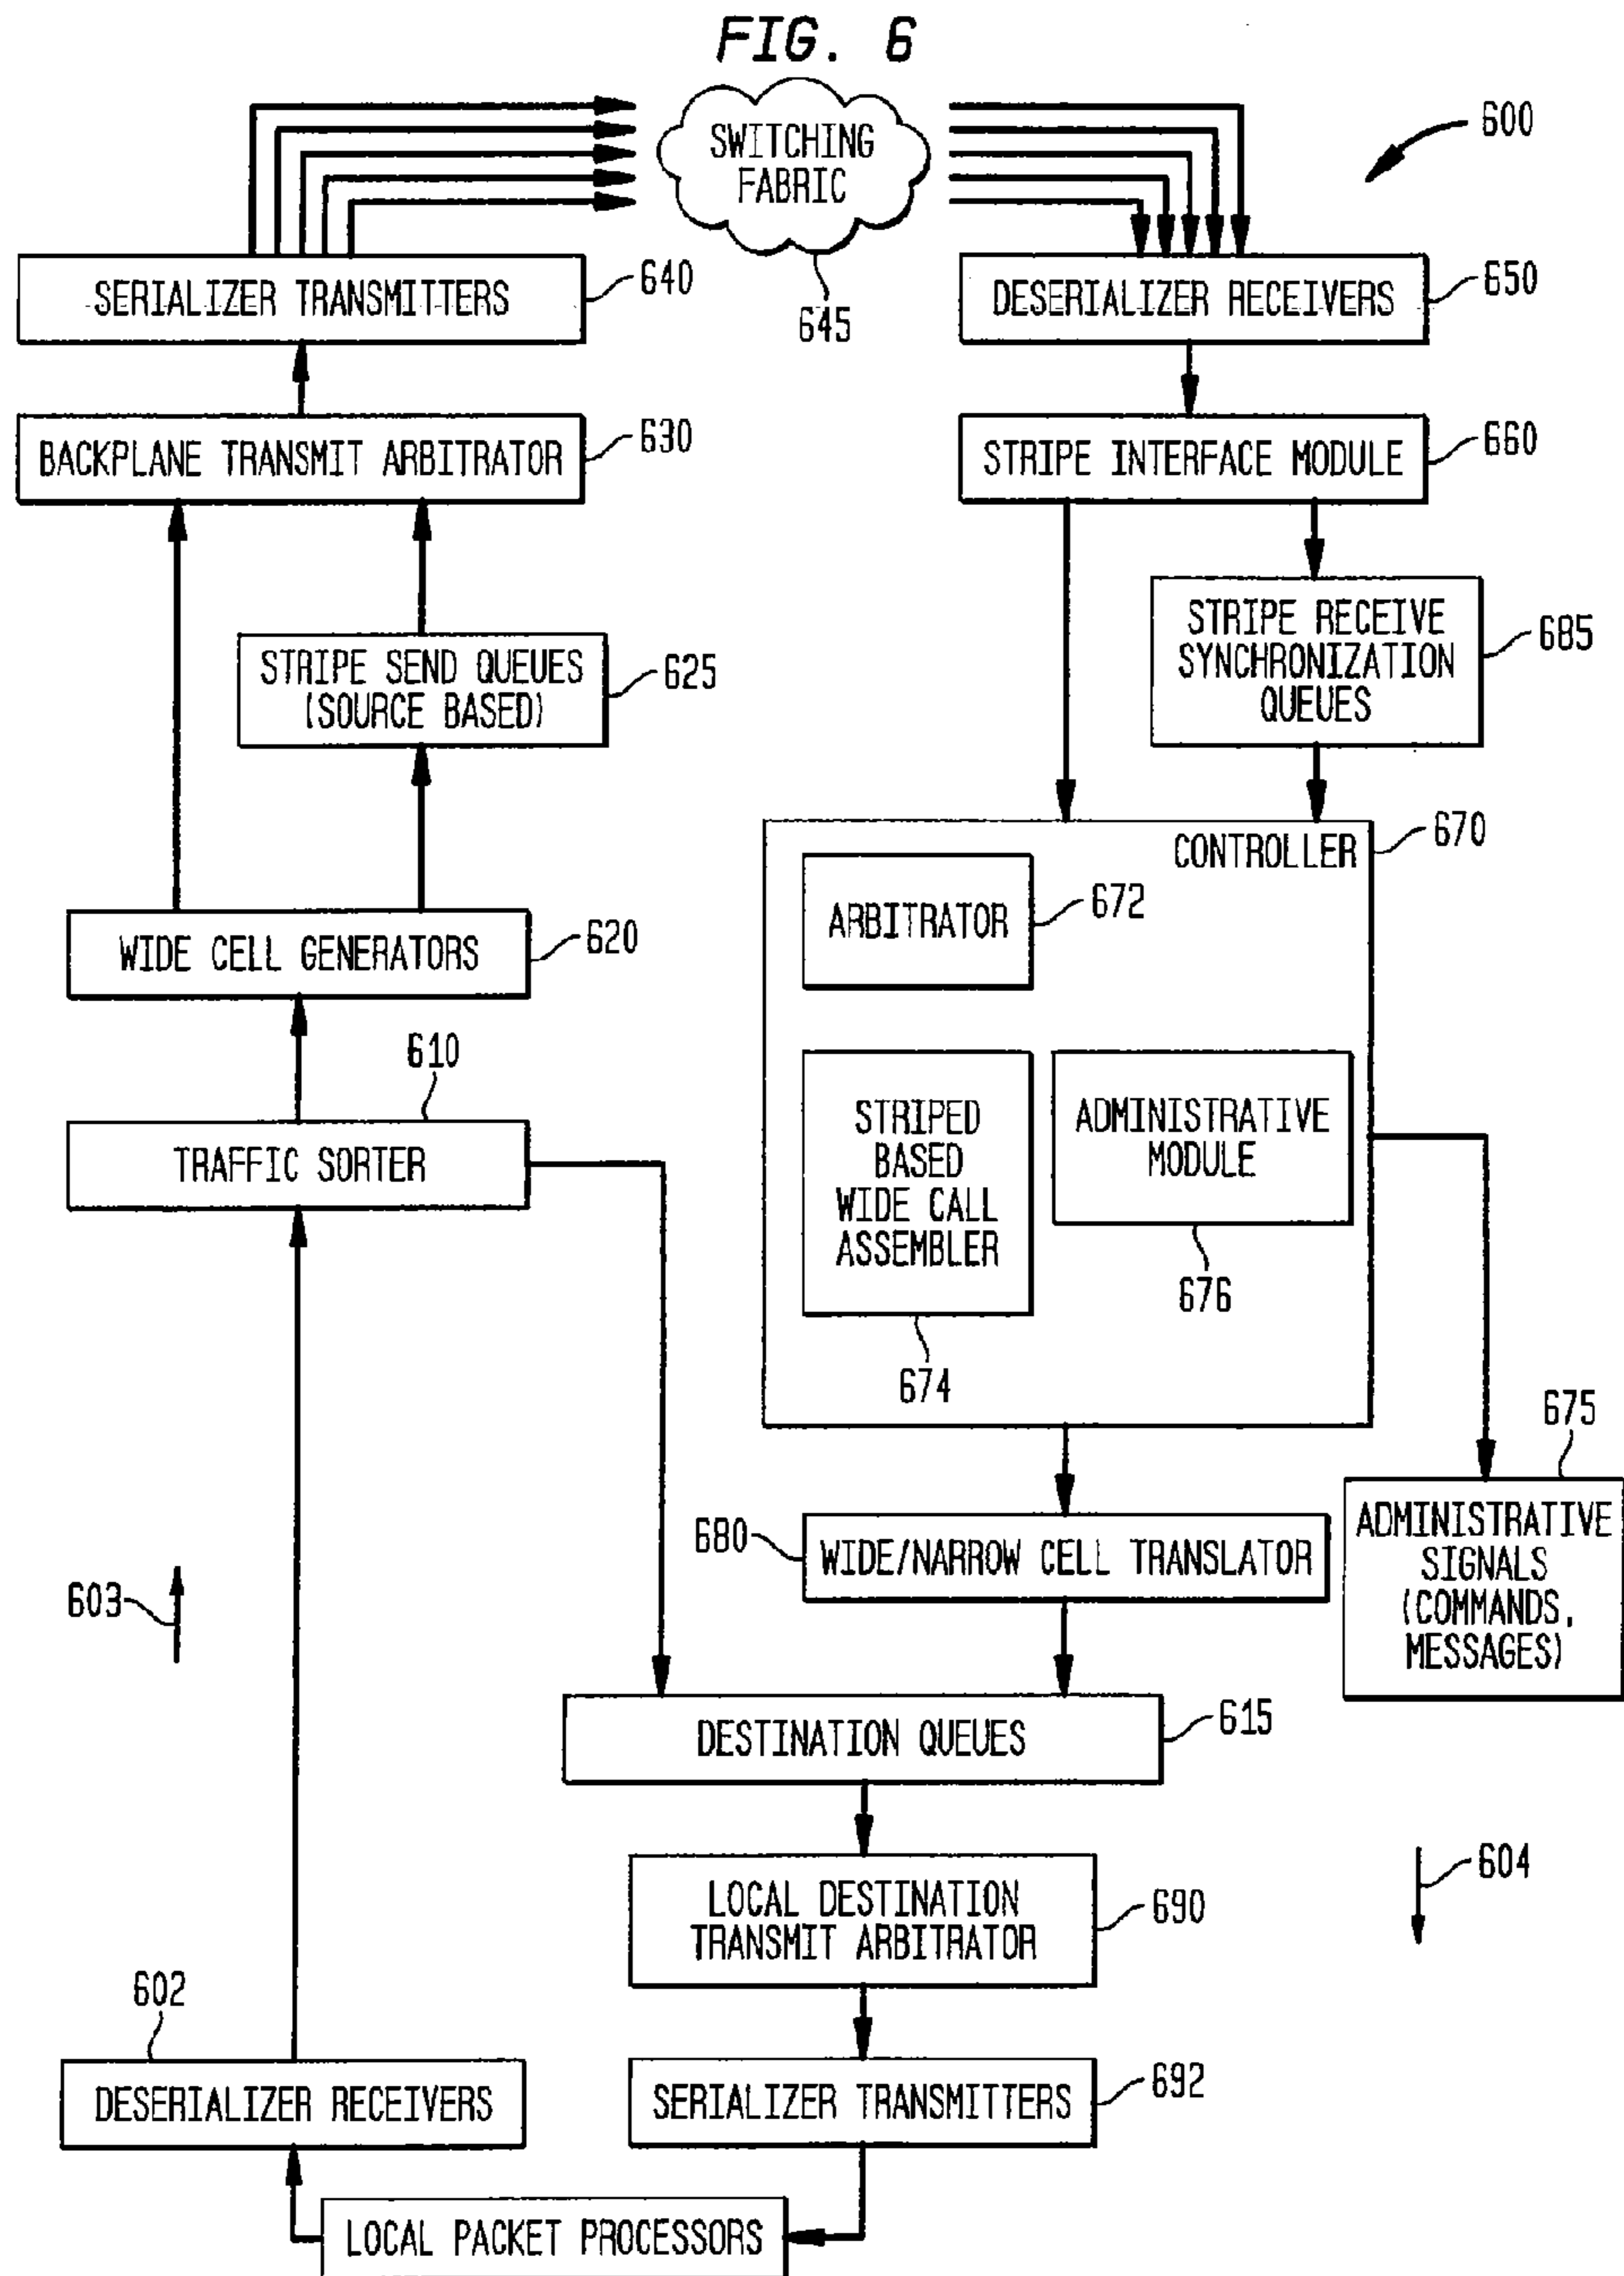 FIG. 6
SWITCHING
FABRIC
600
645
SERIALIZER TRANSMITTERS
640
DESERIALIZER RECEIVERS
650
BACKPLANE TRANSMIT ARBITRATOR
630
STRIPE INTERFACE MODULE
660
STRIPE SEND QUEUES
(SOURCE BASED)
625
STRIPE RECEIVE
SYNCHRONIZATION
QUEUES
685
CONTROLLER
670
ARBITRATOR
672
WIDE CELL GENERATORS
620
610
TRAFFIC SORTER
STRIPED
BASED
WIDE CALL
ASSEMBLER
674
ADMINISTRATIVE
MODULE
676
675
ADMINISTRATIVE
SIGNALS
(COMMANDS,
MESSAGES)
680
WIDE/NARROW CELL TRANSLATOR
603
DESTINATION QUEUES
615
LOCAL DESTINATION
TRANSMIT ARBITRATOR
690
604
602
DESERIALIZER RECEIVERS
SERIALIZER TRANSMITTERS
692
LOCAL PACKET PROCESSORS